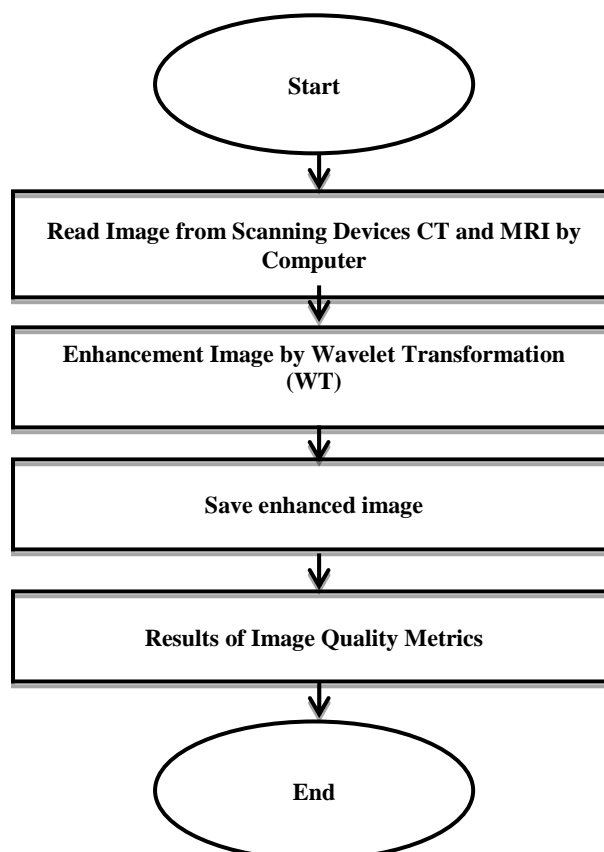 Start
Read Image from Scanning Devices CT and MRI by
Computer
Enhancement Image by Wavelet Transformation
(WT)
Save enhanced image
Results of Image Quality Metrics
End